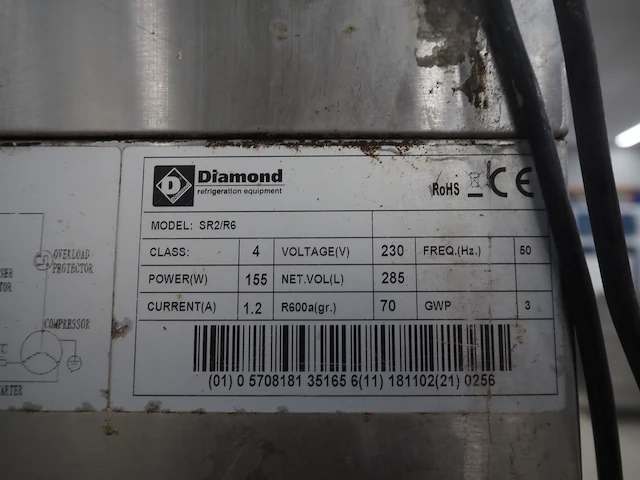 Diamond
refrigeration equipment
RoHS CE
MODEL: SR2/R6
CLASS: 4 VOLTAGE(V) 230 FREQ.(Hz.) 50
POWER(W) 155 NET.VOL(L) 285
CURRENT(A) 1.2 R600a(gr.) 70 GWP 3
(01) 0 5708181 35165 6(11) 181102(21) 0256
OVERLOAD
PROTECTOR
COMPRESSOR